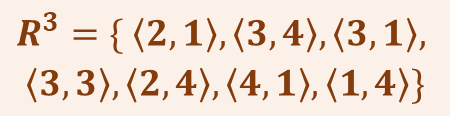 R³ = { ⟨2,1⟩,⟨3,4⟩,⟨3,1⟩,
⟨3,3⟩,⟨2,4⟩,⟨4,1⟩,⟨1,4⟩}